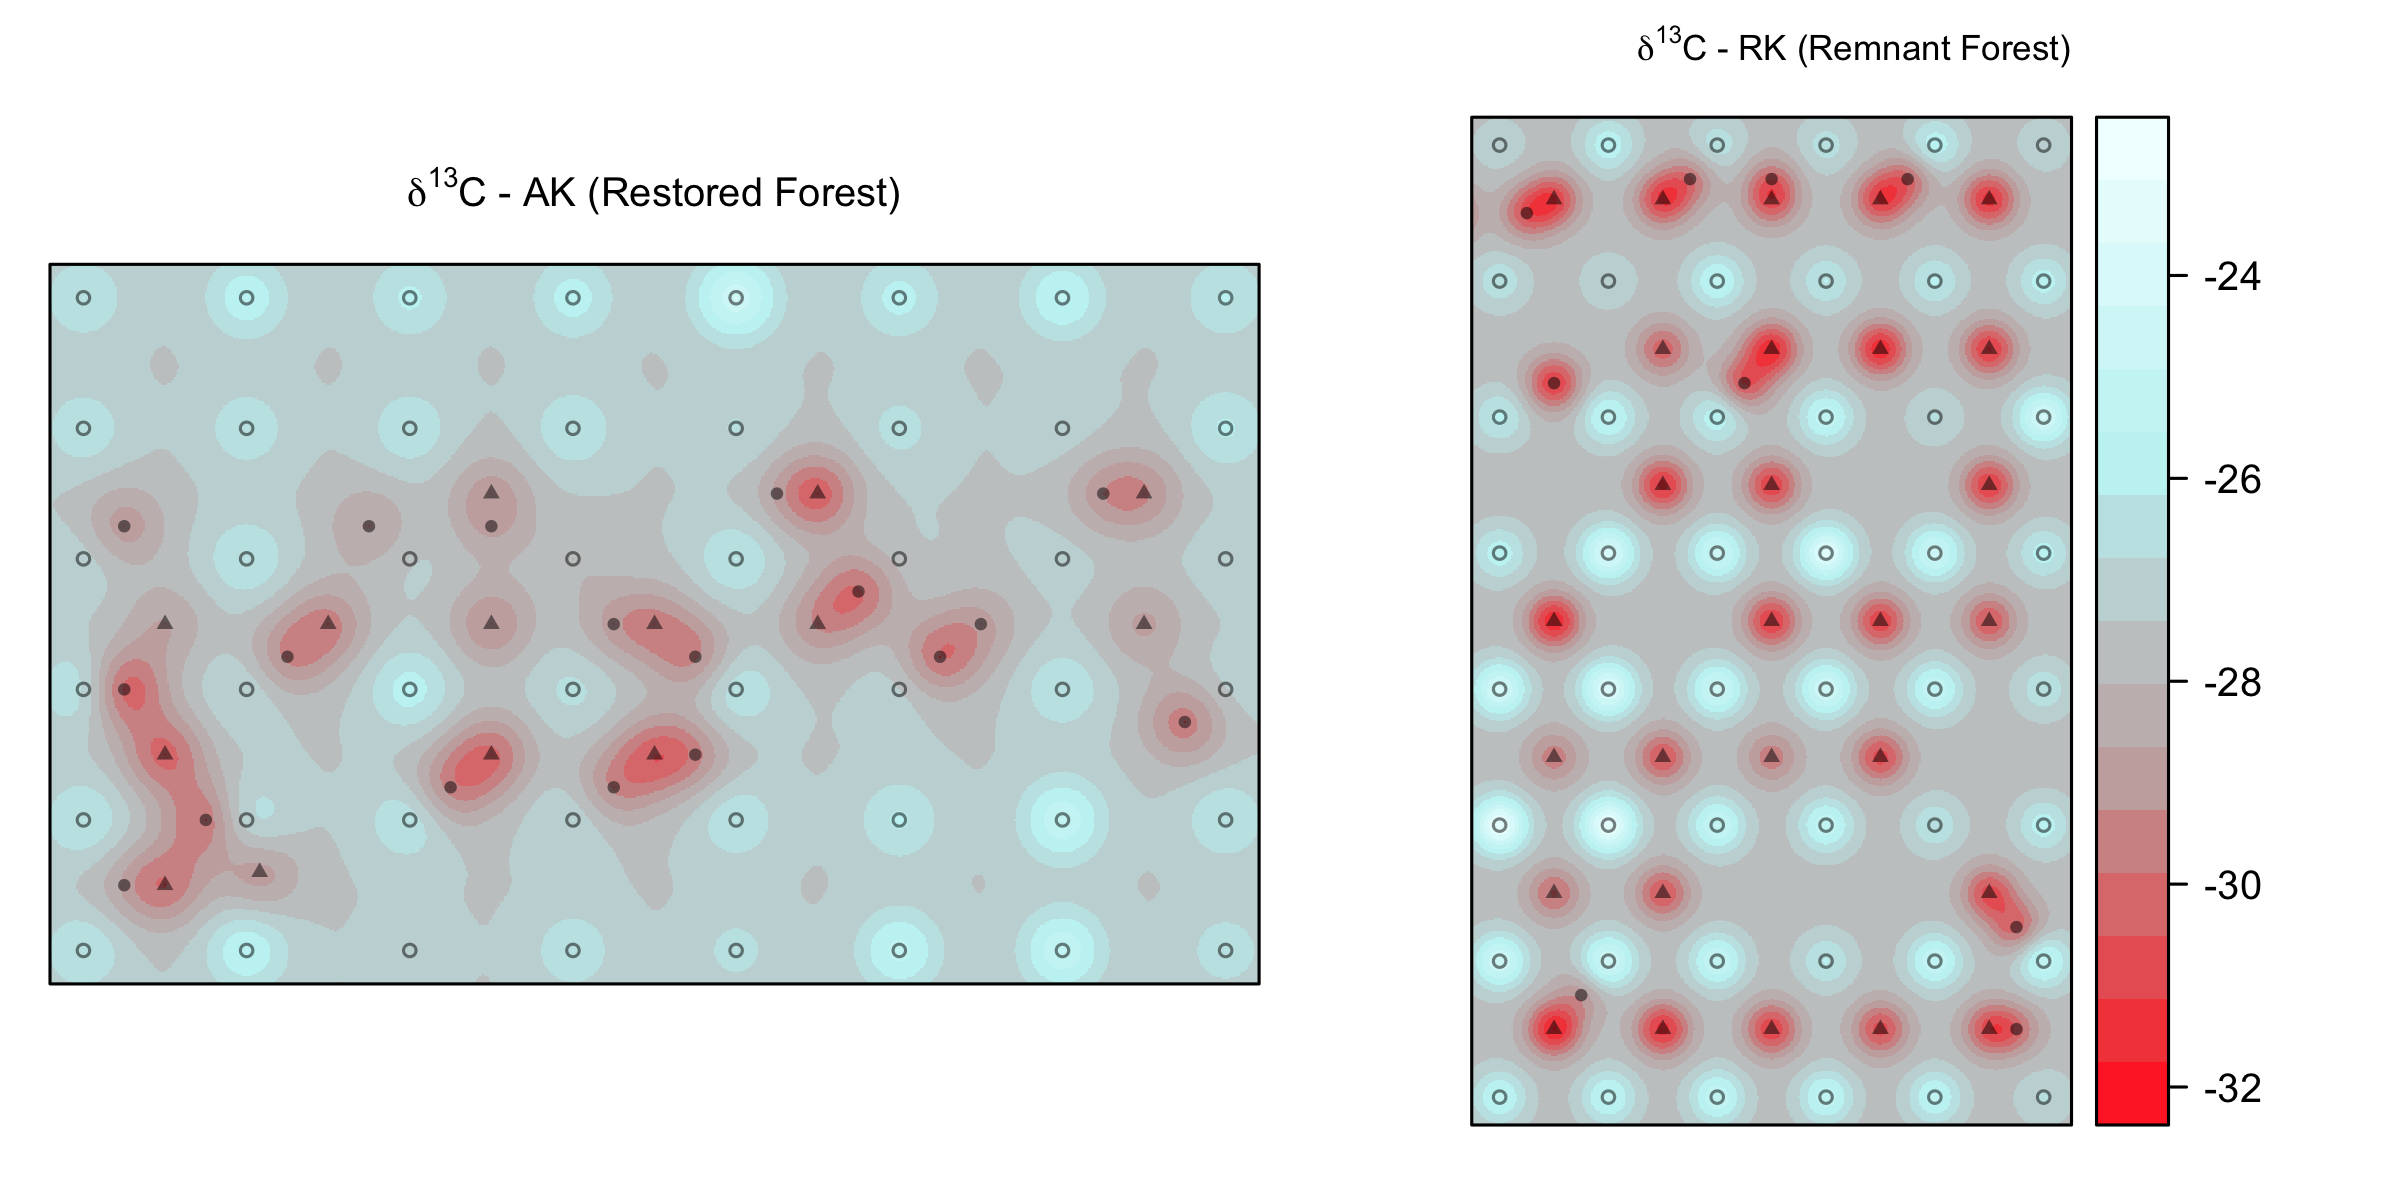 δ13C - RK (Remnant Forest)
δ13C - AK (Restored Forest)
-24
-26
-28
-30
-32